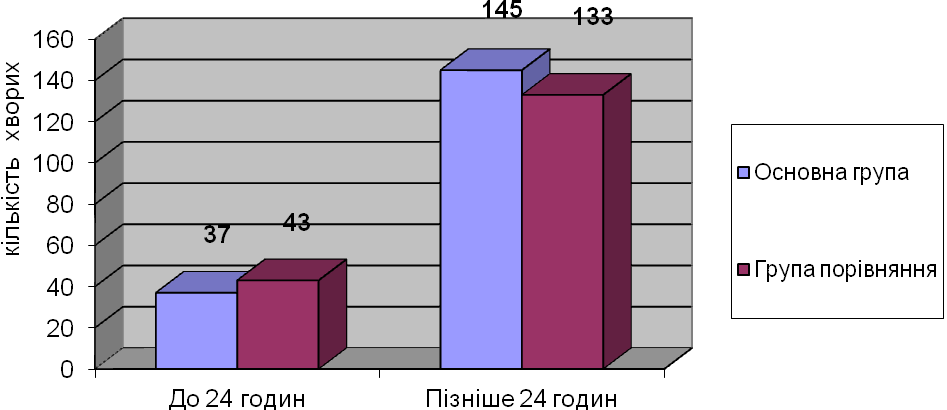 145
133
кількість хворих
160
140
120
100
80
60
40
20
0
37
43
До 24 годин
Пізніше 24 годин
Основна група
Група порівняння